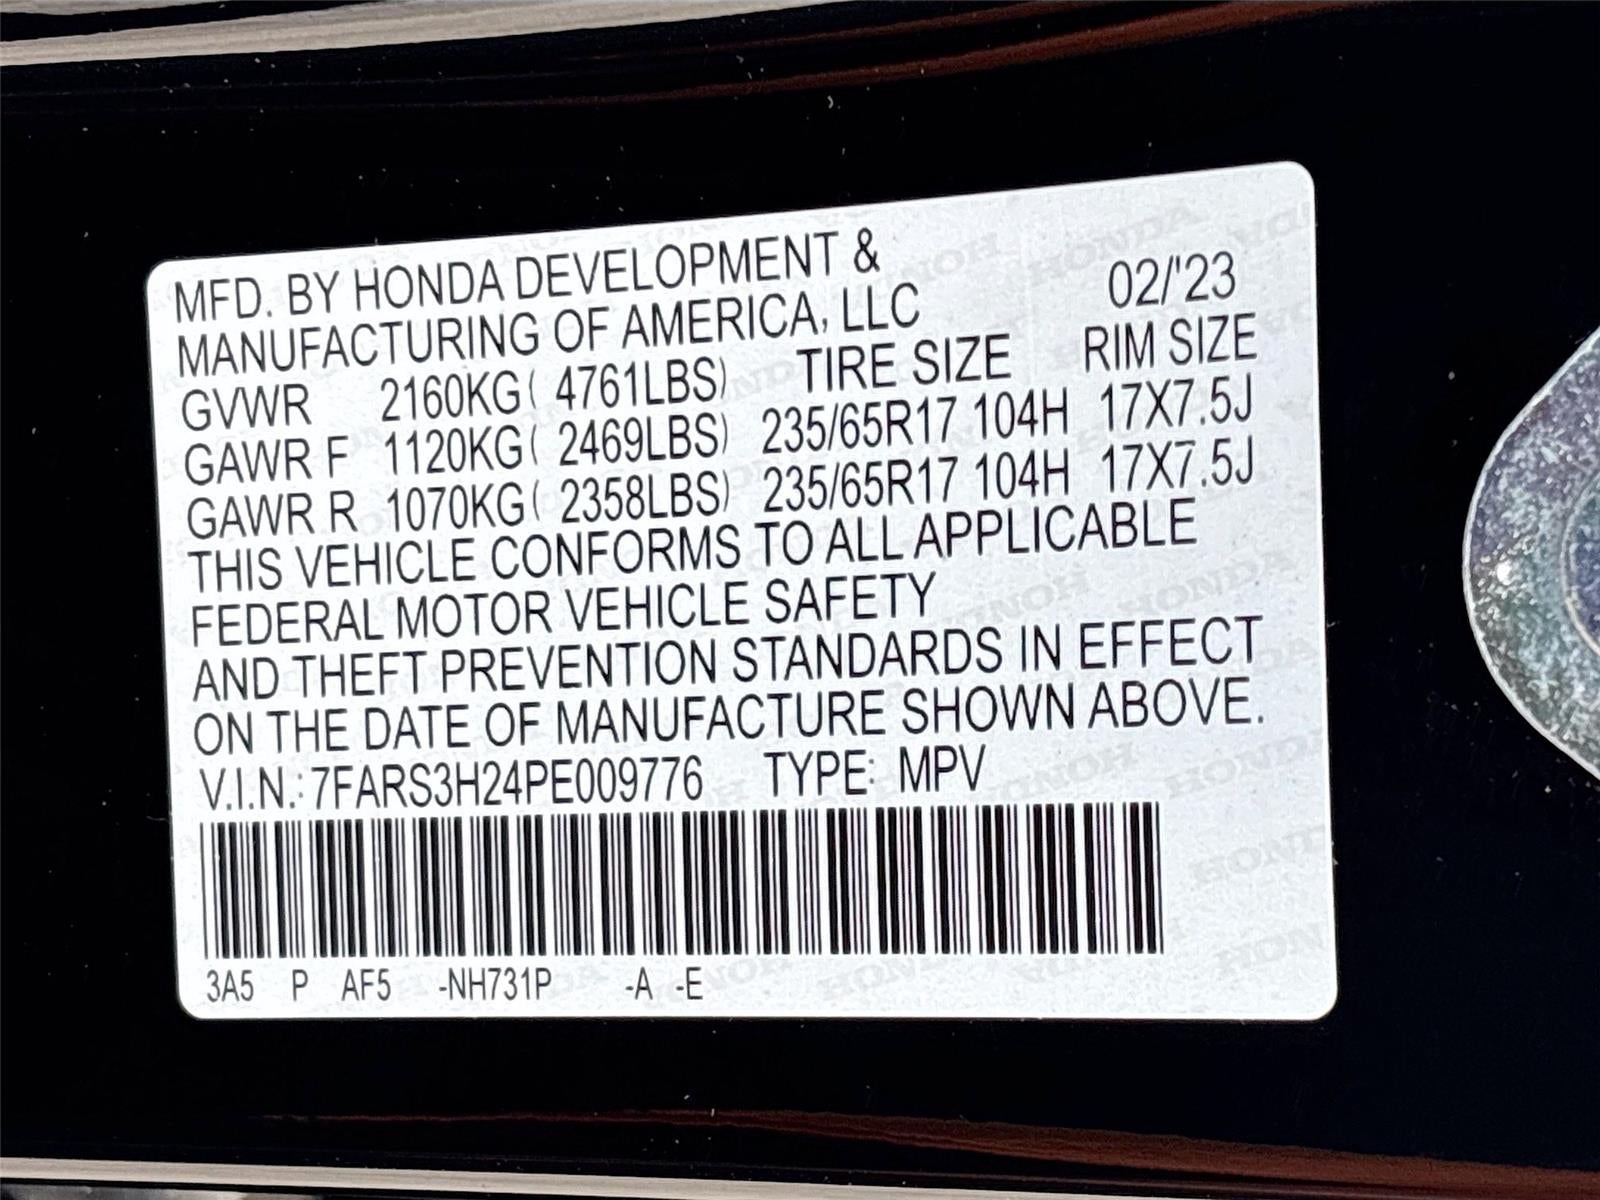 MFD. BY HONDA DEVELOPMENT &
MANUFACTURING OF AMERICA, LLC 02/'23
GVWR 2160KG( 4761LBS) TIRE SIZE RIM SIZE
GAWR F 1120KG( 2469LBS) 235/65R17 104H 17X7.5J
GAWR R 1070KG( 2358LBS) 235/65R17 104H 17X7.5J
THIS VEHICLE CONFORMS TO ALL APPLICABLE
FEDERAL MOTOR VEHICLE SAFETY
AND THEFT PREVENTION STANDARDS IN EFFECT
ON THE DATE OF MANUFACTURE SHOWN ABOVE.
V.I.N.: 7FARS3H24PE009776 TYPE: MPV
3A5 P AF5 -NH731P -A -E